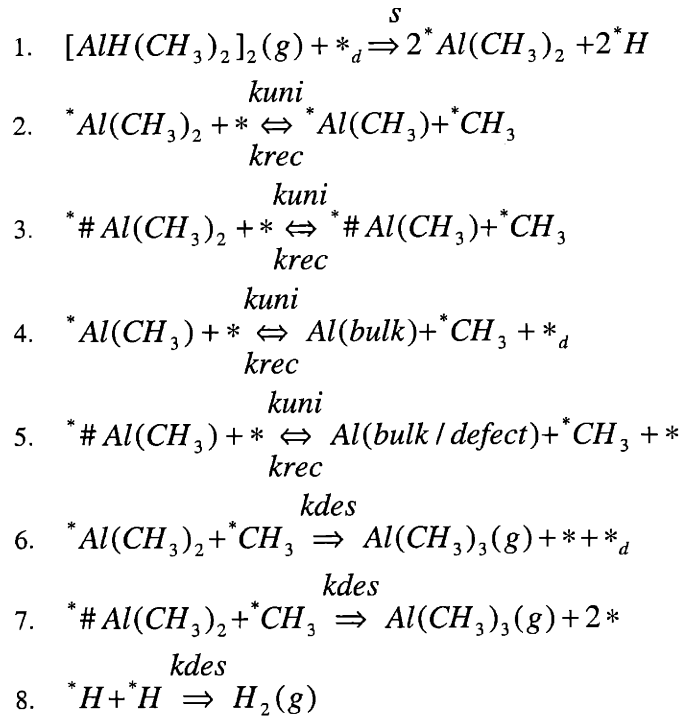 s
1. [AlH(CH₃)₂]₂(g) + *_d ⇒ 2*Al(CH₃)₂ + 2*H
kuni
2. *Al(CH₃)₂ + * ⇔ *Al(CH₃) + *CH₃
krec
kuni
3. *#Al(CH₃)₂ + * ⇔ *#Al(CH₃) + *CH₃
krec
kuni
4. *Al(CH₃) + * ⇔ Al(bulk) + *CH₃ + *_d
krec
kuni
5. *#Al(CH₃) + * ⇔ Al(bulk / defect) + *CH₃ + *
krec
kdes
6. *Al(CH₃)₂ + *CH₃ ⇒ Al(CH₃)₃(g) + * + *_d
kdes
7. *#Al(CH₃)₂ + *CH₃ ⇒ Al(CH₃)₃(g) + 2*
kdes
8. *H + *H ⇒ H₂(g)